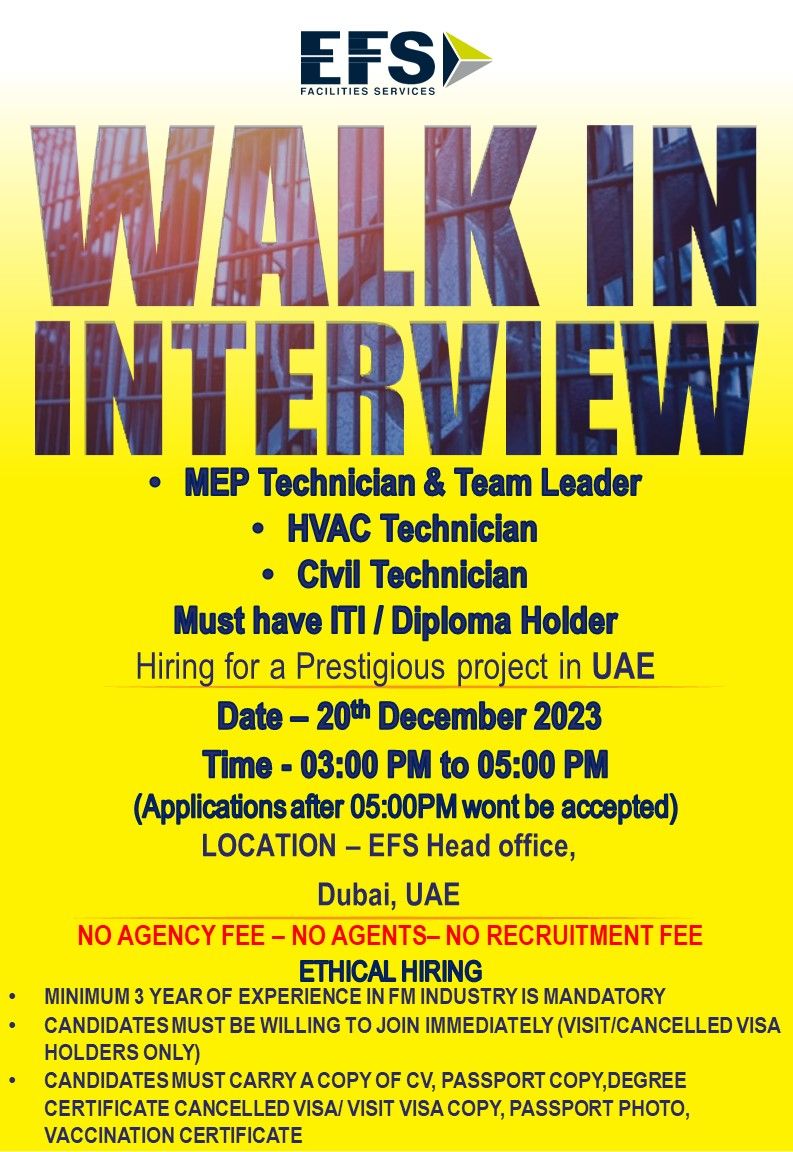 EFS
FACILITIES SERVICES
WALK IN
INTERVIEW
• MEP Technician & Team Leader
• HVAC Technician
• Civil Technician
Must have ITI / Diploma Holder
Hiring for a Prestigious project in UAE
Date – 20th December 2023
Time - 03:00 PM to 05:00 PM
(Applications after 05:00PM wont be accepted)
LOCATION – EFS Head office,
Dubai, UAE
NO AGENCY FEE – NO AGENTS– NO RECRUITMENT FEE
ETHICAL HIRING
• MINIMUM 3 YEAR OF EXPERIENCE IN FM INDUSTRY IS MANDATORY
• CANDIDATES MUST BE WILLING TO JOIN IMMEDIATELY (VISIT/CANCELLED VISA
HOLDERS ONLY)
• CANDIDATES MUST CARRY A COPY OF CV, PASSPORT COPY,DEGREE
CERTIFICATE CANCELLED VISA/ VISIT VISA COPY, PASSPORT PHOTO,
VACCINATION CERTIFICATE